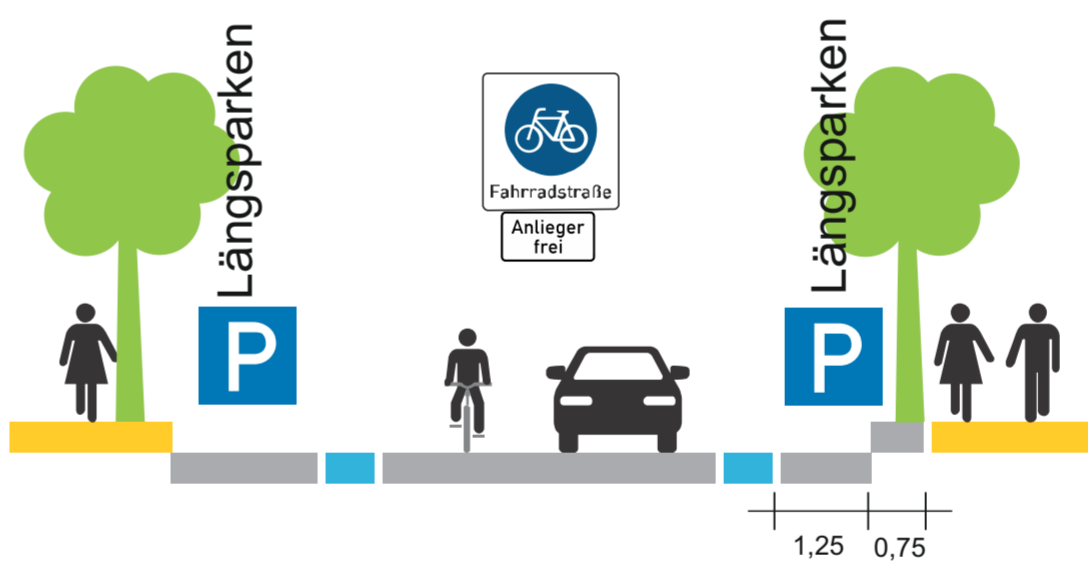 Längsparken
P
Fahrradstraße
Anlieger
frei
Längsparken
P
1,25
0,75